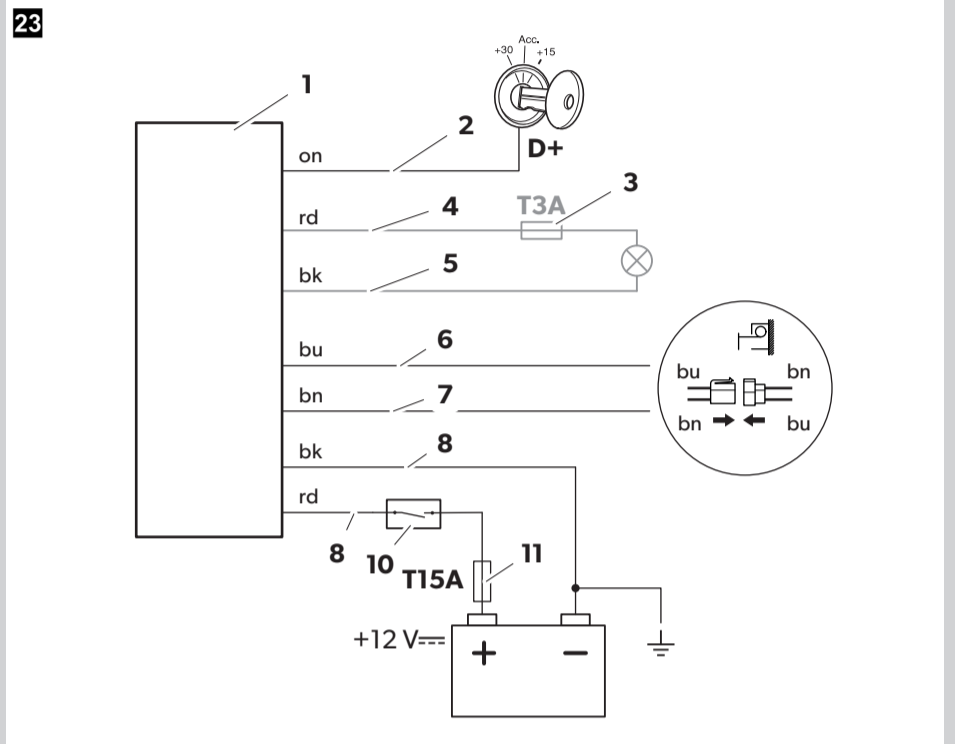 23
Acc.
+30
+15
1
on
2
D+
rd
4
T3A
3
bk
5
bu
6
bn
7
bk
8
rd
8
10
T15A
11
+12 V
+
−
bu
bn
bn
bu